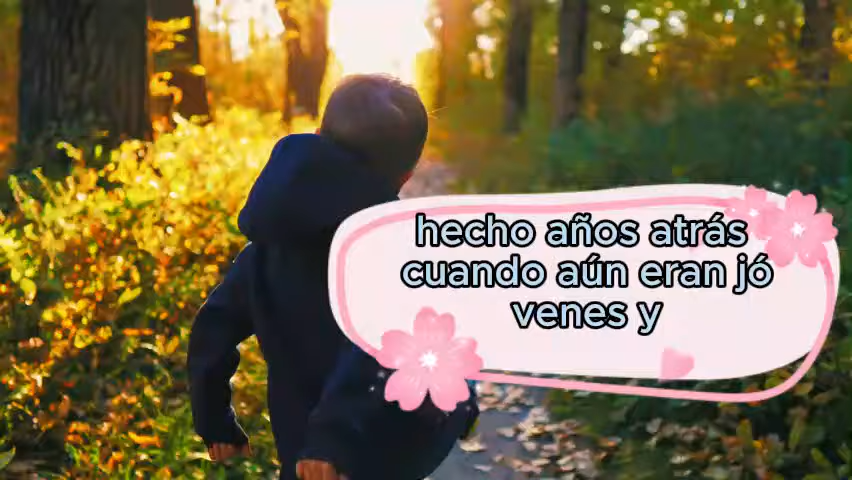 hecho años atrás
cuando aún eran jó
venes y